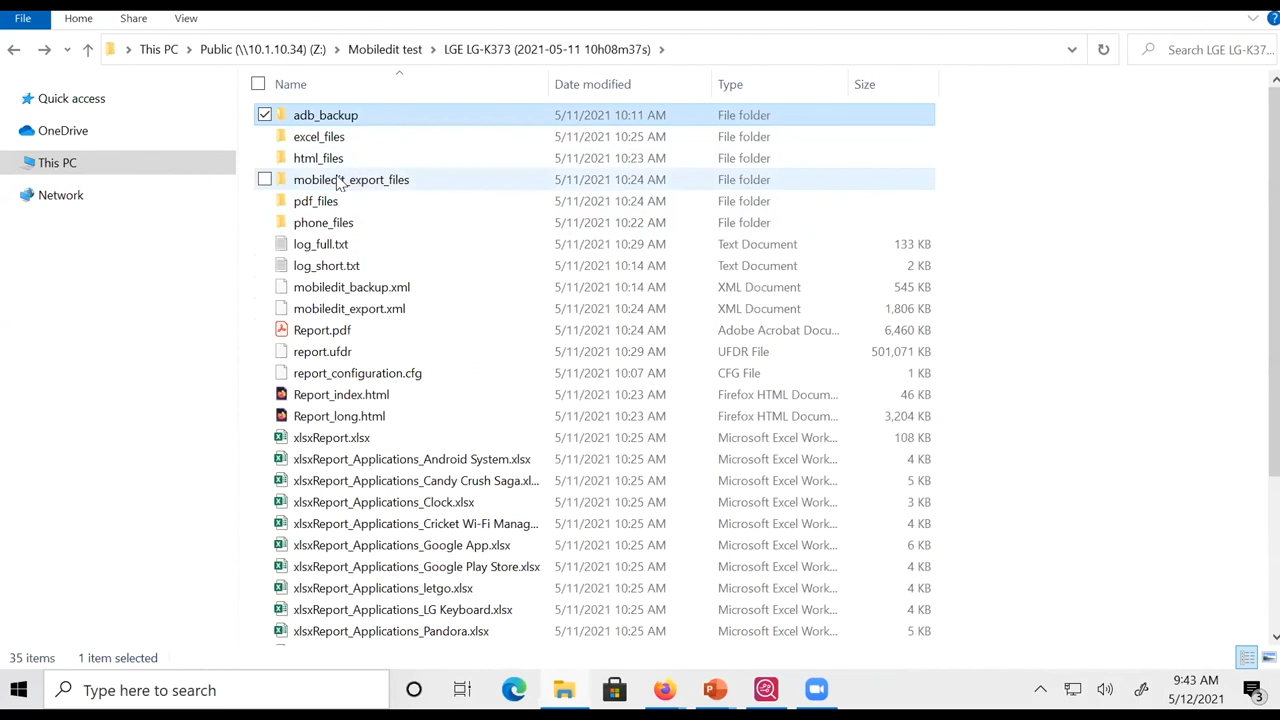 File Home Share View
This PC Public (\\10.1.10.34) (Z:) Mobiledit test LGE LG-K373 (2021-05-11 10h08m37s) Search LGE LG-K37...
Name Date modified Type Size
Quick access
OneDrive
This PC
Network
adb_backup 5/11/2021 10:11 AM File folder
excel_files 5/11/2021 10:25 AM File folder
html_files 5/11/2021 10:23 AM File folder
mobiledit_export_files 5/11/2021 10:24 AM File folder
pdf_files 5/11/2021 10:24 AM File folder
phone_files 5/11/2021 10:22 AM File folder
log_full.txt 5/11/2021 10:29 AM Text Document 133 KB
log_short.txt 5/11/2021 10:14 AM Text Document 2 KB
mobiledit_backup.xml 5/11/2021 10:14 AM XML Document 545 KB
mobiledit_export.xml 5/11/2021 10:24 AM XML Document 1,806 KB
Report.pdf 5/11/2021 10:24 AM Adobe Acrobat Docu... 6,460 KB
report.ufdr 5/11/2021 10:29 AM UFDR File 501,071 KB
report_configuration.cfg 5/11/2021 10:07 AM CFG File 1 KB
Report_index.html 5/11/2021 10:23 AM Firefox HTML Docum... 46 KB
Report_long.html 5/11/2021 10:23 AM Firefox HTML Docum... 3,204 KB
xlsxReport.xlsx 5/11/2021 10:25 AM Microsoft Excel Work... 108 KB
xlsxReport_Applications_Android System.xlsx 5/11/2021 10:25 AM Microsoft Excel Work... 4 KB
xlsxReport_Applications_Candy Crush Saga.xl... 5/11/2021 10:25 AM Microsoft Excel Work... 5 KB
xlsxReport_Applications_Clock.xlsx 5/11/2021 10:25 AM Microsoft Excel Work... 3 KB
xlsxReport_Applications_Cricket Wi-Fi Manag... 5/11/2021 10:25 AM Microsoft Excel Work... 4 KB
xlsxReport_Applications_Google App.xlsx 5/11/2021 10:25 AM Microsoft Excel Work... 6 KB
xlsxReport_Applications_Google Play Store.xlsx 5/11/2021 10:25 AM Microsoft Excel Work... 4 KB
xlsxReport_Applications_letgo.xlsx 5/11/2021 10:25 AM Microsoft Excel Work... 4 KB
xlsxReport_Applications_LG Keyboard.xlsx 5/11/2021 10:25 AM Microsoft Excel Work... 4 KB
xlsxReport_Applications_Pandora.xlsx 5/11/2021 10:25 AM Microsoft Excel Work... 5 KB
35 items 1 item selected
Type here to search
9:43 AM
5/12/2021
3